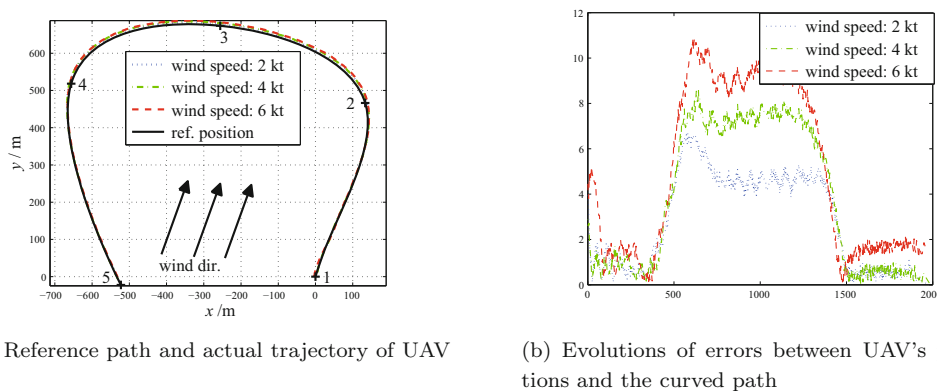 600
500
400
300
200
100
0
y / m
−700 −600 −500 −400 −300 −200 −100 0 100
x /m
wind speed: 2 kt
wind speed: 4 kt
wind speed: 6 kt
ref. position
1
2
3
4
5
wind dir.
12
10
8
6
4
2
0
0 500 1000 1500 2000
wind speed: 2 kt
wind speed: 4 kt
wind speed: 6 kt
Reference path and actual trajectory of UAV
(b) Evolutions of errors between UAV's
tions and the curved path